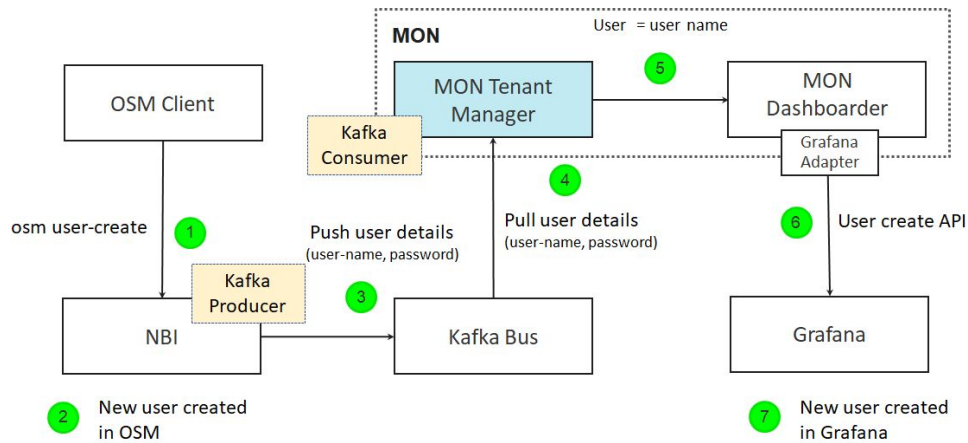 User = user name
MON
5
OSM Client
MON Tenant
Manager
MON
Dashboarder
Kafka
Consumer
Grafana
Adapter
4
osm user-create
1
Push user details
(user-name, password)
Pull user details
(user-name, password)
6
User create API
Kafka
Producer
3
NBI
Kafka Bus
Grafana
2
New user created
in OSM
7
New user created
in Grafana